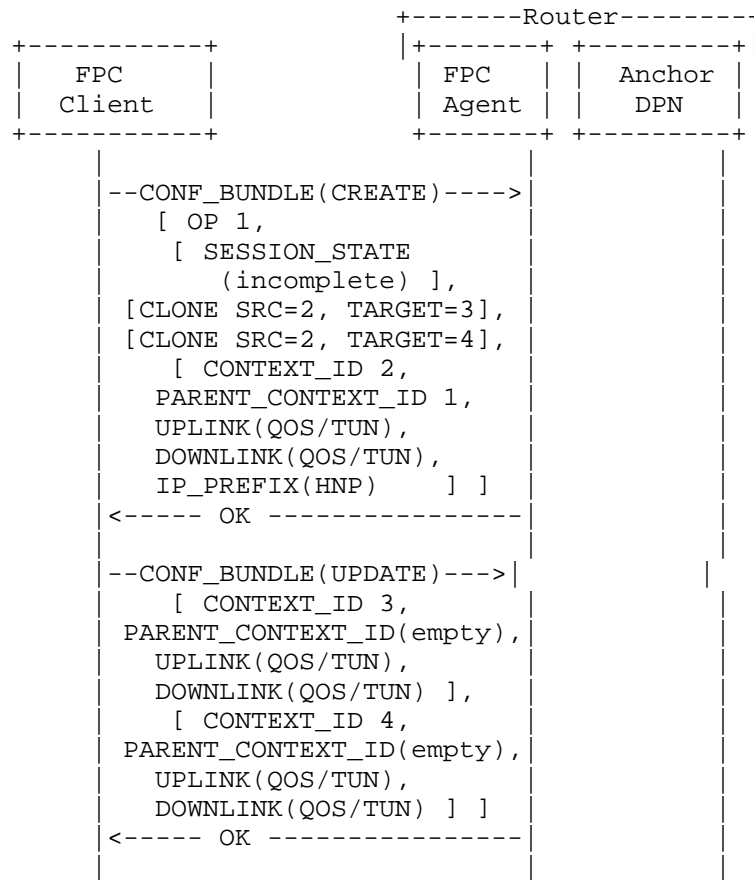 +-------Router--------
+-----------+ |+-------+ +---------+|
| FPC | | FPC | | Anchor |
| Client | | Agent | | DPN |
+-----------+ +-------+ +---------+
| | |
|--CONF_BUNDLE(CREATE)---->| |
| [ OP 1, | |
| [ SESSION_STATE | |
| (incomplete) ], | |
| [CLONE SRC=2, TARGET=3], | |
| [CLONE SRC=2, TARGET=4], | |
| [ CONTEXT_ID 2, | |
| PARENT_CONTEXT_ID 1, | |
| UPLINK(QOS/TUN), | |
| DOWNLINK(QOS/TUN), | |
| IP_PREFIX(HNP) ] ] | |
|<----- OK ----------------| |
| | |
|--CONF_BUNDLE(UPDATE)--->| |
| [ CONTEXT_ID 3, | |
| PARENT_CONTEXT_ID(empty),| |
| UPLINK(QOS/TUN), | |
| DOWNLINK(QOS/TUN) ], | |
| [ CONTEXT_ID 4, | |
| PARENT_CONTEXT_ID(empty),| |
| UPLINK(QOS/TUN), | |
| DOWNLINK(QOS/TUN) ] ] | |
|<----- OK ----------------| |
| | |